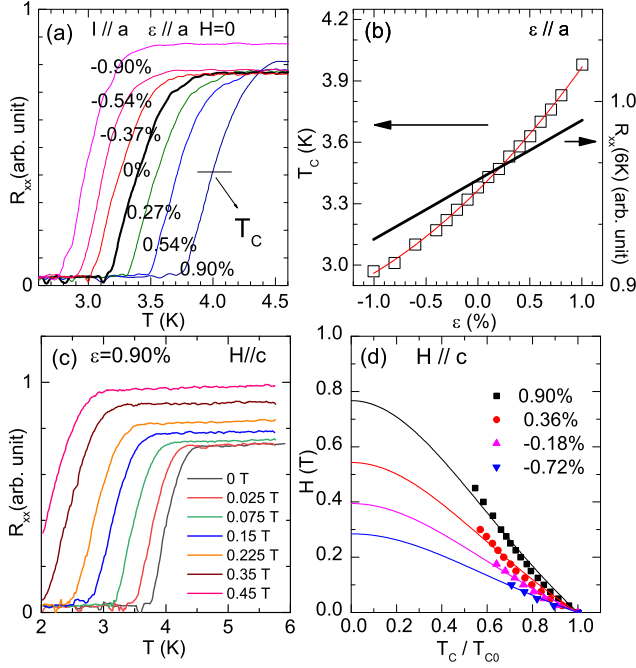 (a) I // a ε // a H=0
-0.90%
-0.54%
-0.37%
0%
0.27%
0.54%
0.90%
T_C
1
0
R_xx(arb. unit)
3.0 3.5 4.0 4.5
T (K)
(b) ε // a
4.2
3.9
3.6
3.3
3.0
T_C (K)
1.0
0.9
R_xx(6K) (arb. unit)
-1.0 -0.5 0.0 0.5 1.0
ε (%)
(c) ε=0.90% H//c
1
0
R_xx(arb. unit)
0 T
0.025 T
0.075 T
0.15 T
0.225 T
0.35 T
0.45 T
2 3 4 5 6
T (K)
(d) H // c
0.90%
0.36%
-0.18%
-0.72%
1.0
0.8
0.6
0.4
0.2
0.0
H (T)
0.0 0.2 0.4 0.6 0.8 1.0
T_C / T_C0